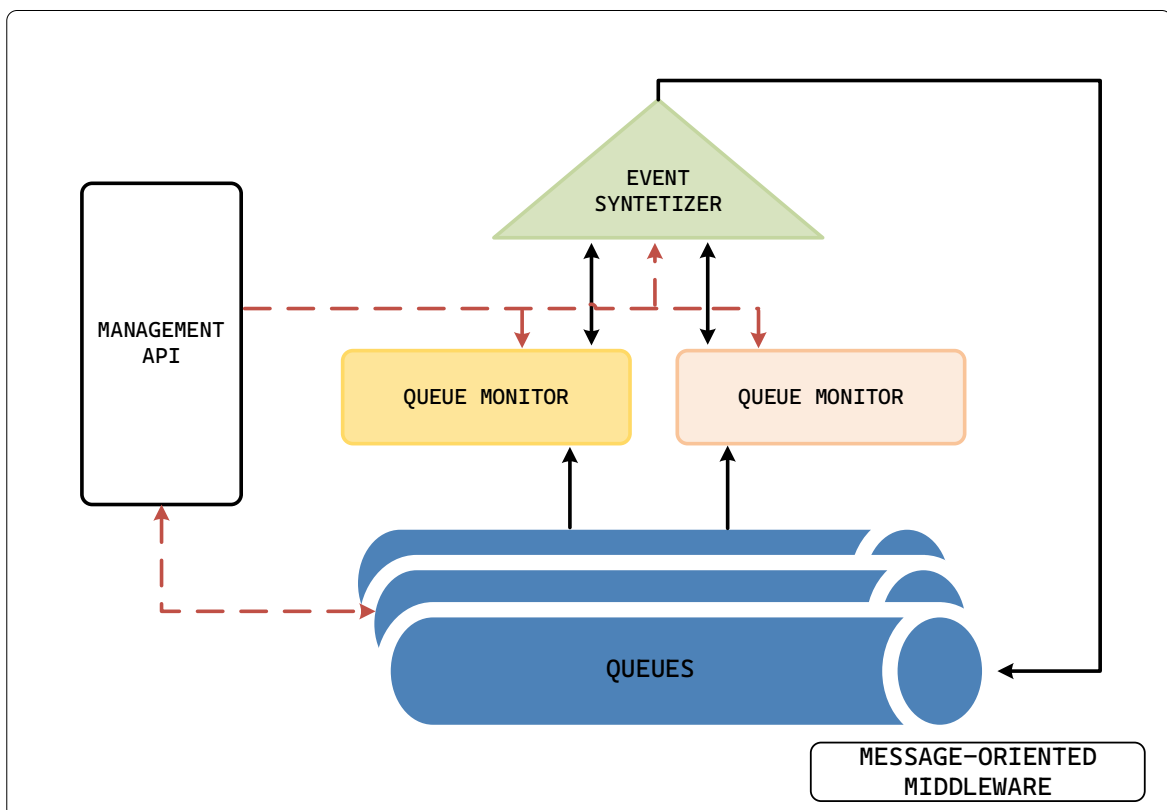 EVENT
SYNTETIZER
MANAGEMENT
API
QUEUE MONITOR
QUEUE MONITOR
QUEUES
MESSAGE-ORIENTED
MIDDLEWARE